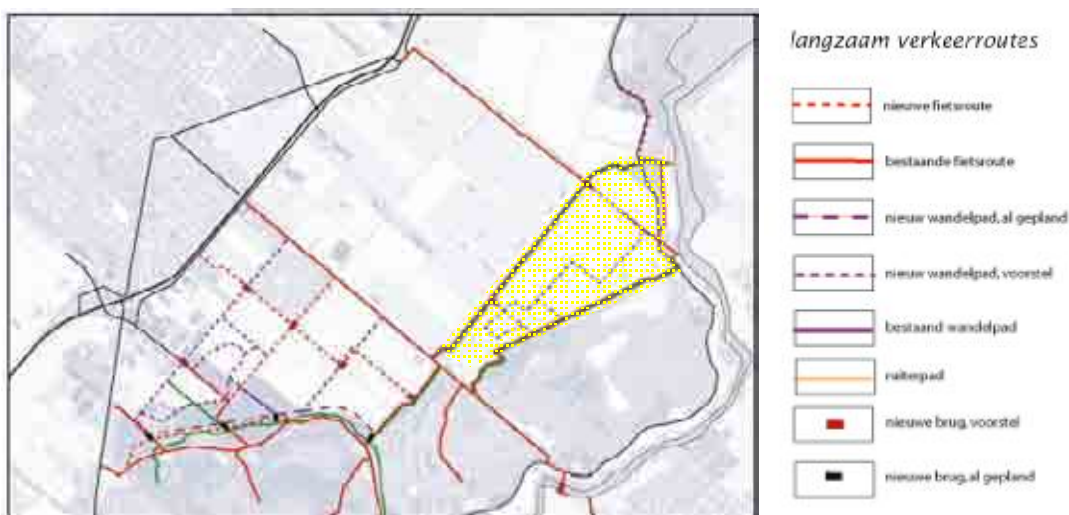 langzaam verkeerroutes
nieuwe fietsroute
bestaande fietsroute
nieuw wandelpad, al gepland
nieuw wandelpad, voorstel
bestaand wandelpad
ruiterpad
nieuwe brug, voorstel
nieuwe brug, al gepland